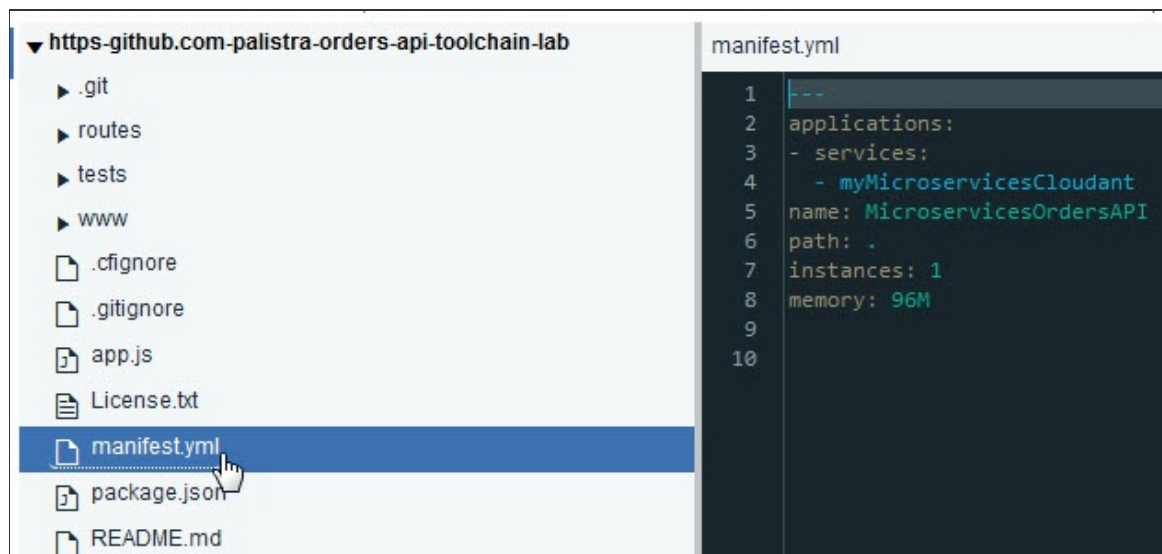 https-github.com-palistra-orders-api-toolchain-lab
.git
routes
tests
www
.cfignore
.gitignore
app.js
License.txt
manifest.yml
package.json
README.md
manifest.yml
1 ---
2 applications:
3 - services:
4   - myMicroservicesCloudant
5 name: MicroservicesOrdersAPI
6 path: .
7 instances: 1
8 memory: 96M
9
10